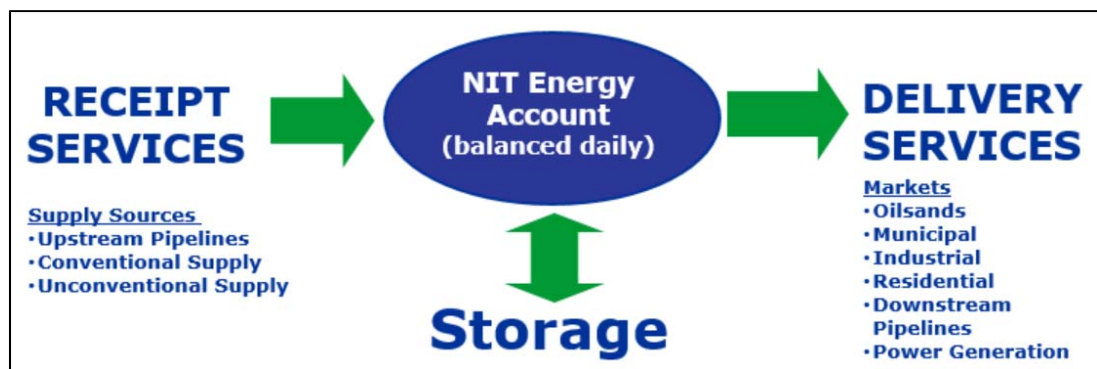 RECEIPT
SERVICES
Supply Sources
·Upstream Pipelines
·Conventional Supply
·Unconventional Supply
NIT Energy
Account
(balanced daily)
Storage
DELIVERY
SERVICES
Markets
·Oilsands
·Municipal
·Industrial
·Residential
·Downstream
Pipelines
·Power Generation